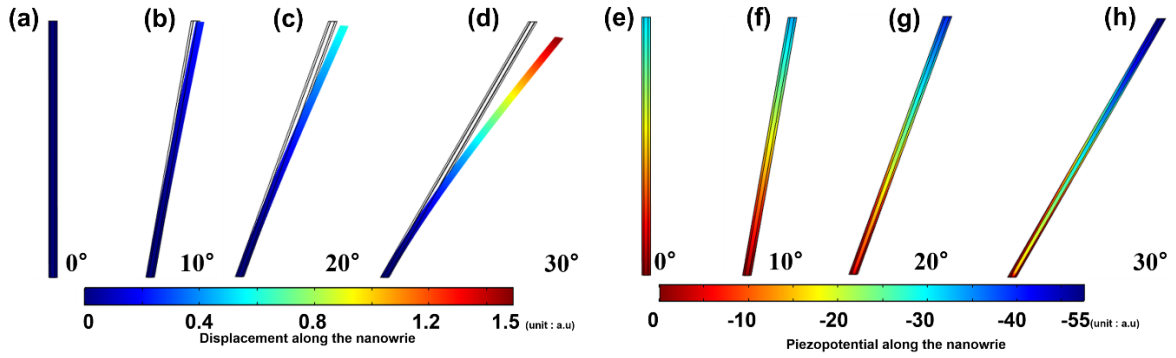 (a) (b) (c) (d) (e) (f) (g) (h)
0° 10° 20° 30° 0° 10° 20° 30°
0 0.4 0.8 1.2 1.5 (unit : a.u) 0 -10 -20 -30 -40 -55 (unit : a.u)
Displacement along the nanowrie Piezopotential along the nanowrie